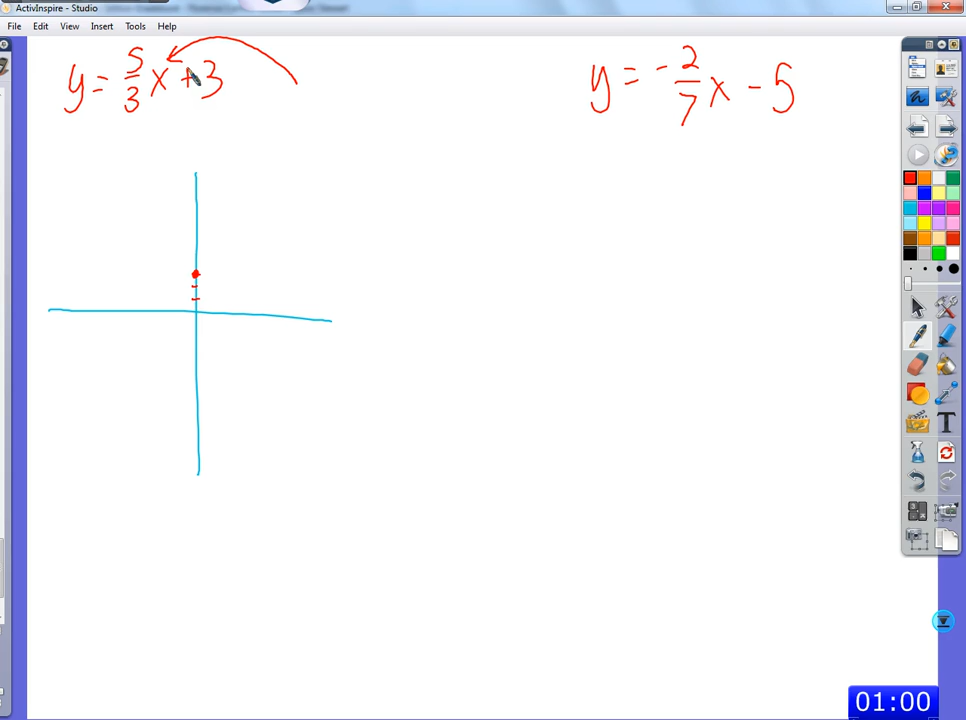 ActivInspire - Studio
File Edit View Insert Tools Help
y = 5/3 x + 3
y = -2/7 x - 5
01:00